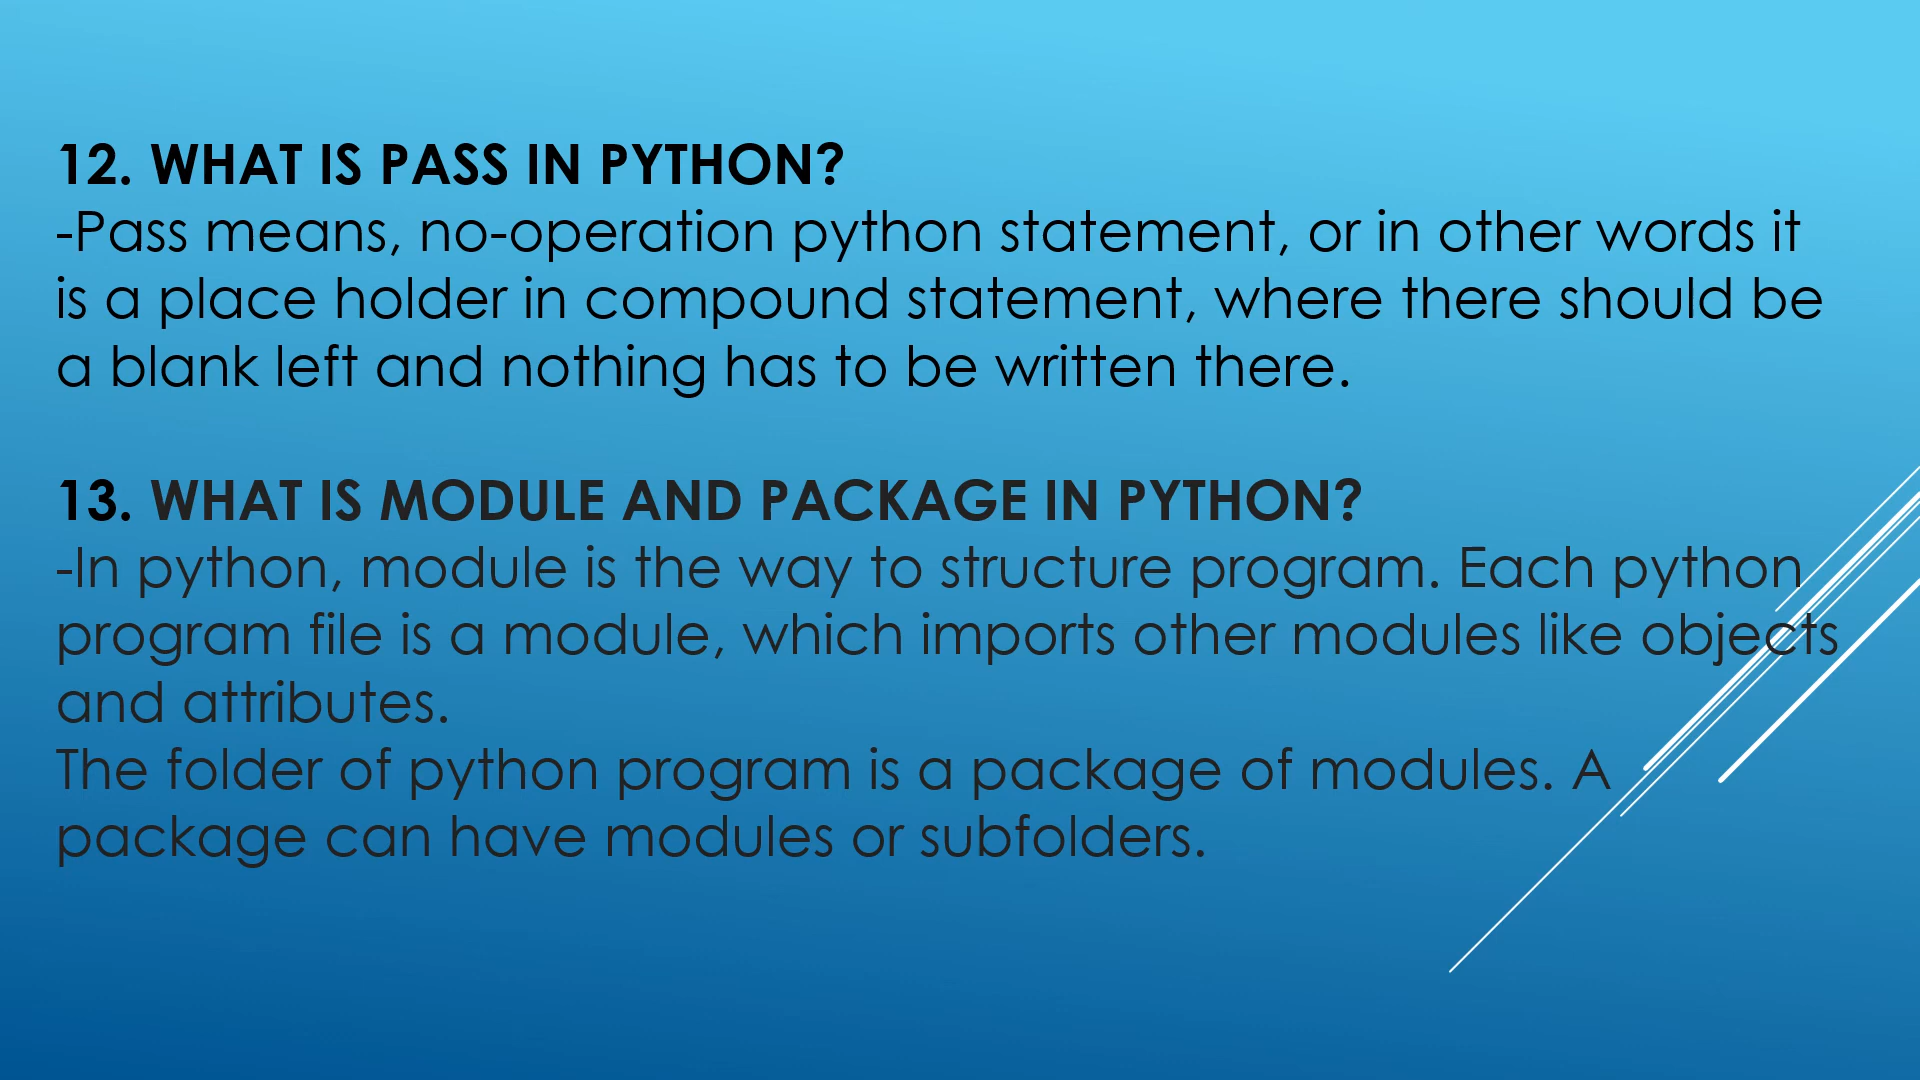 12. WHAT IS PASS IN PYTHON?
-Pass means, no-operation python statement, or in other words it
is a place holder in compound statement, where there should be
a blank left and nothing has to be written there.
13. WHAT IS MODULE AND PACKAGE IN PYTHON?
-In python, module is the way to structure program. Each python
program file is a module, which imports other modules like objects
and attributes.
The folder of python program is a package of modules. A
package can have modules or subfolders.